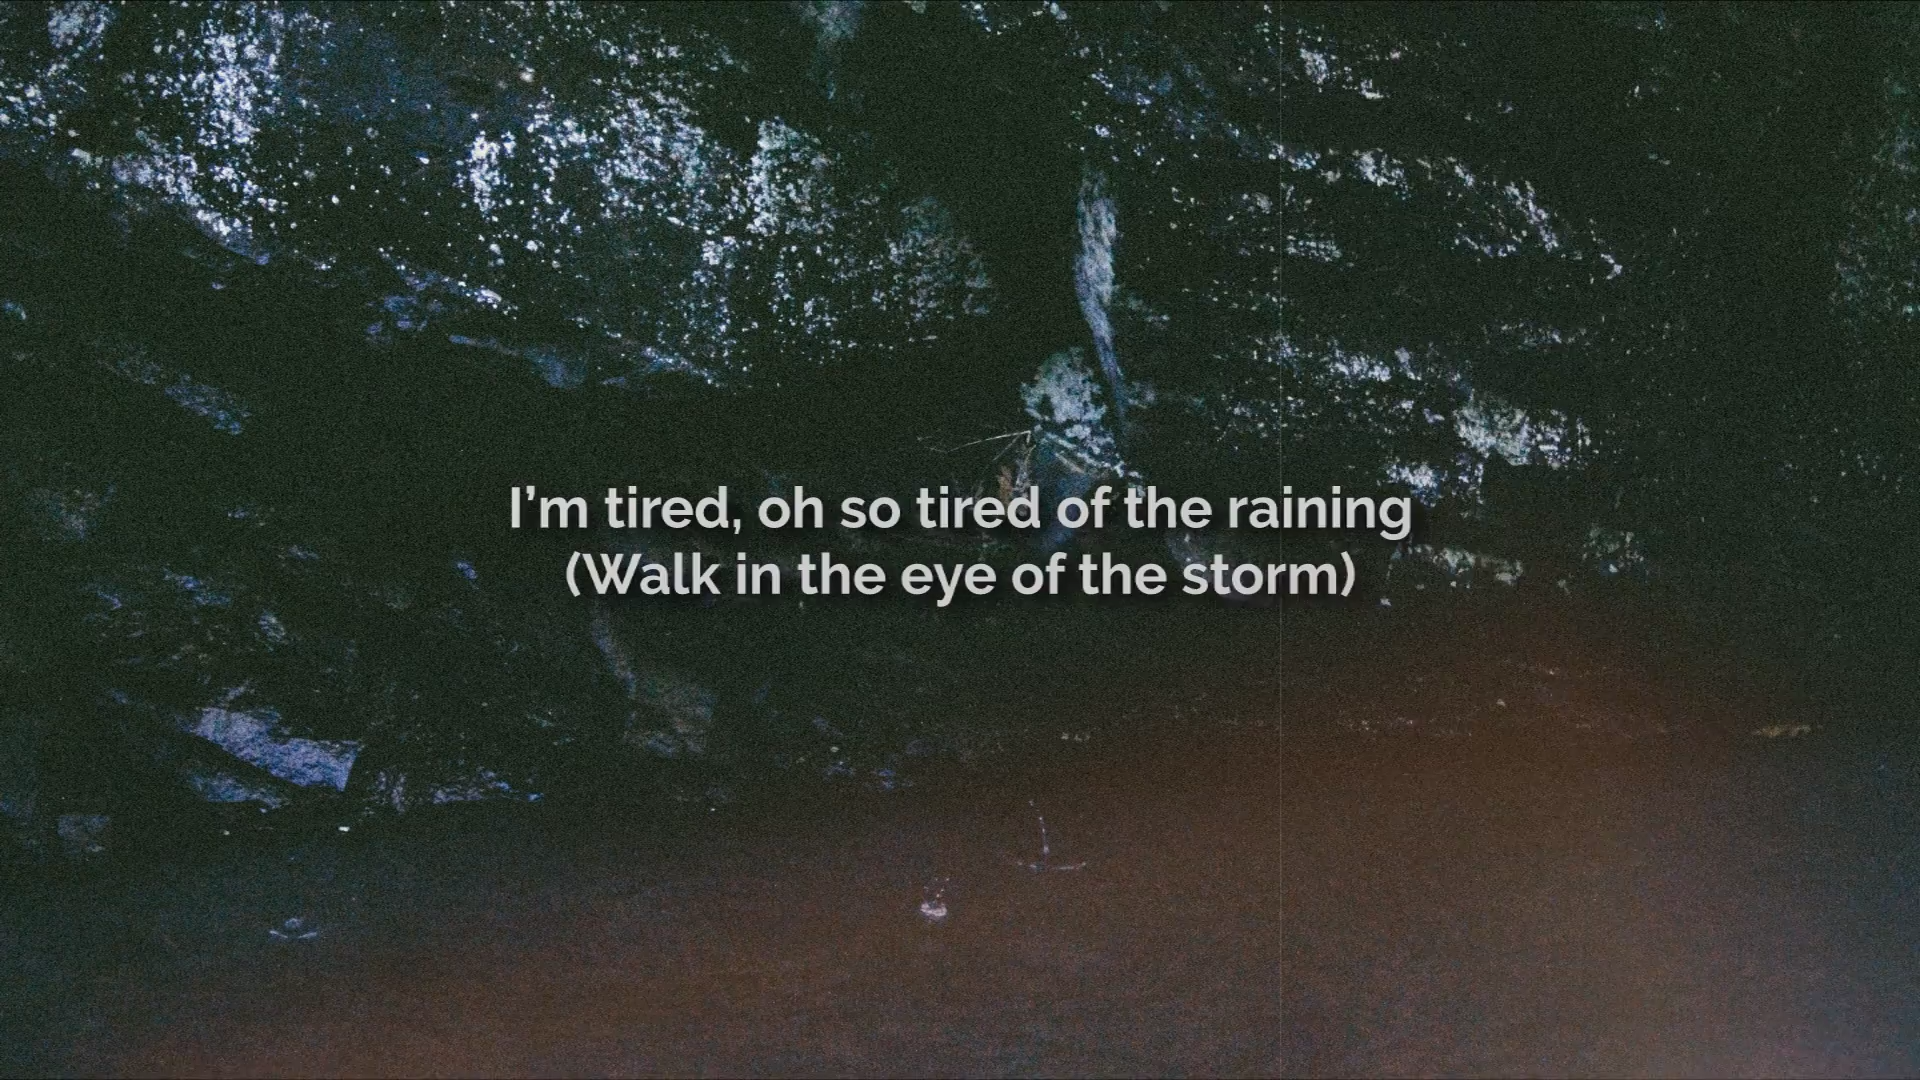 I’m tired, oh so tired of the raining
(Walk in the eye of the storm)